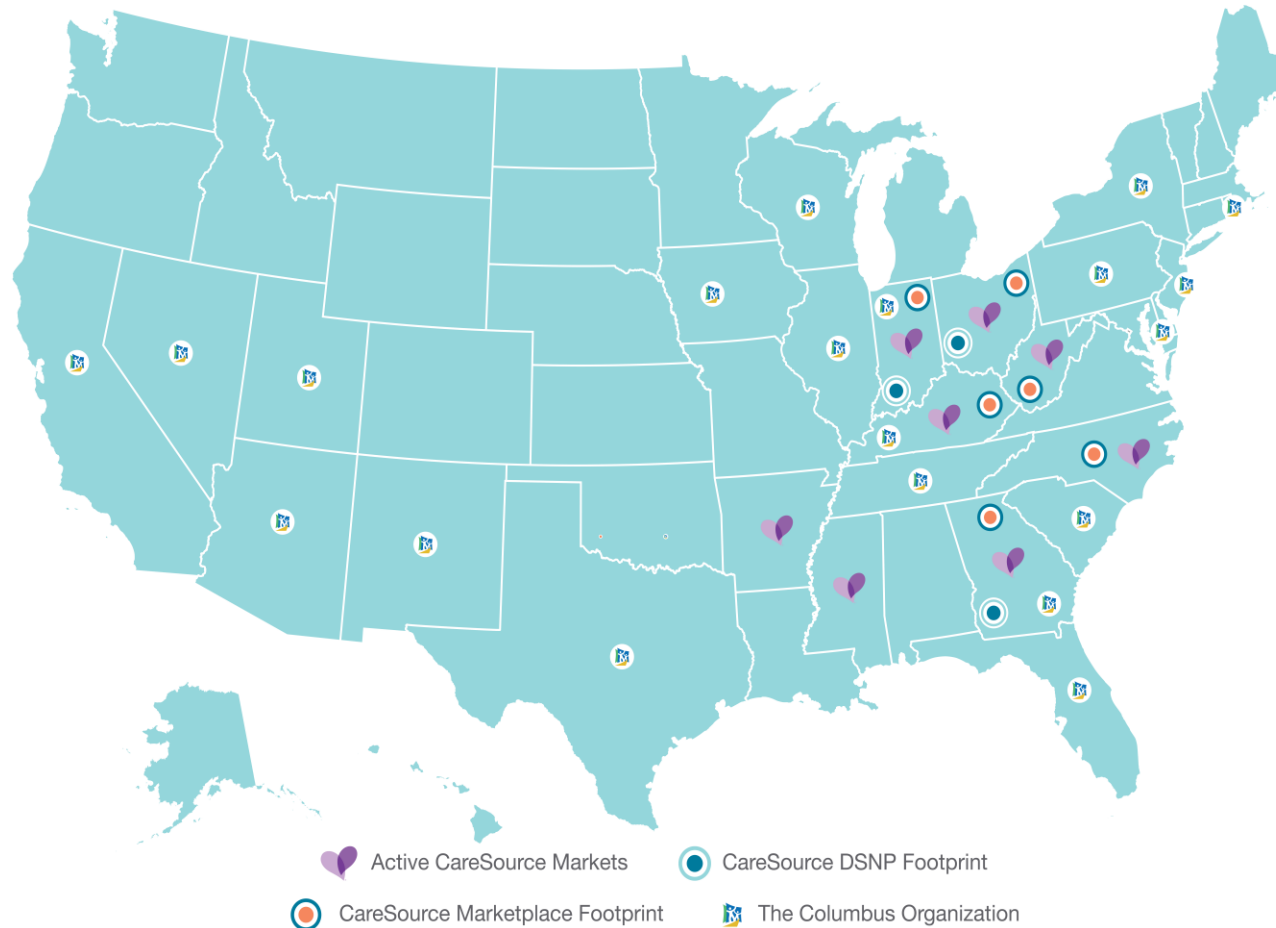 Active CareSource Markets
CareSource DSNP Footprint
CareSource Marketplace Footprint
The Columbus Organization